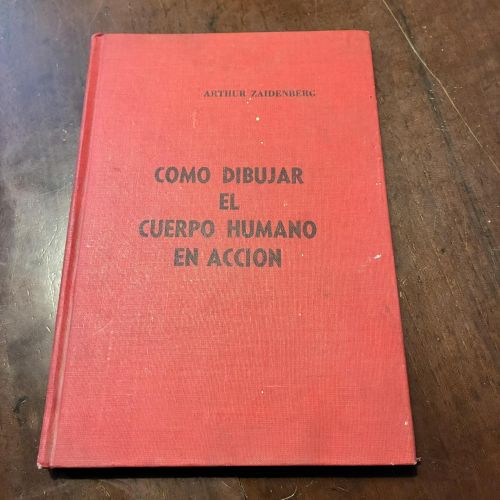 ARTHUR ZAIDENBERG
COMO DIBUJAR
EL
CUERPO HUMANO
EN ACCION